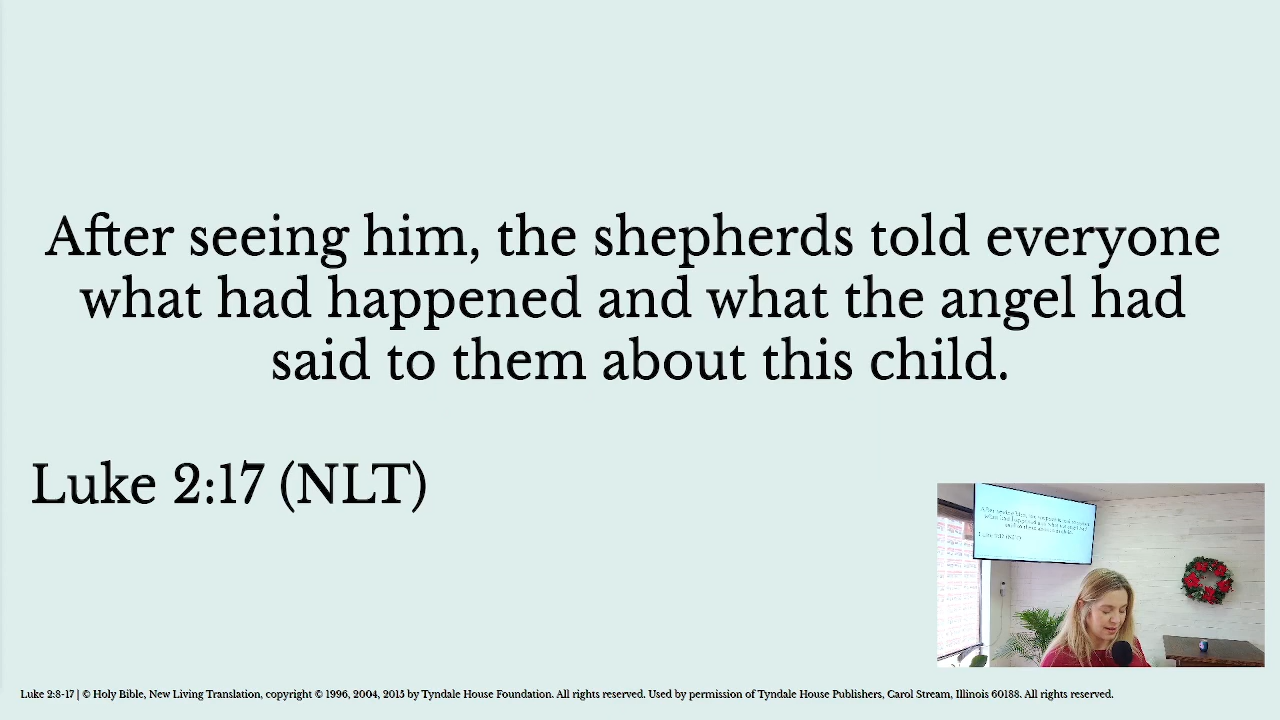 After seeing him, the shepherds told everyone
what had happened and what the angel had
said to them about this child.
Luke 2:17 (NLT)
Luke 2:8-17 | © Holy Bible, New Living Translation, copyright © 1996, 2004, 2015 by Tyndale House Foundation. All rights reserved. Used by permission of Tyndale House Publishers, Carol Stream, Illinois 60188. All rights reserved.